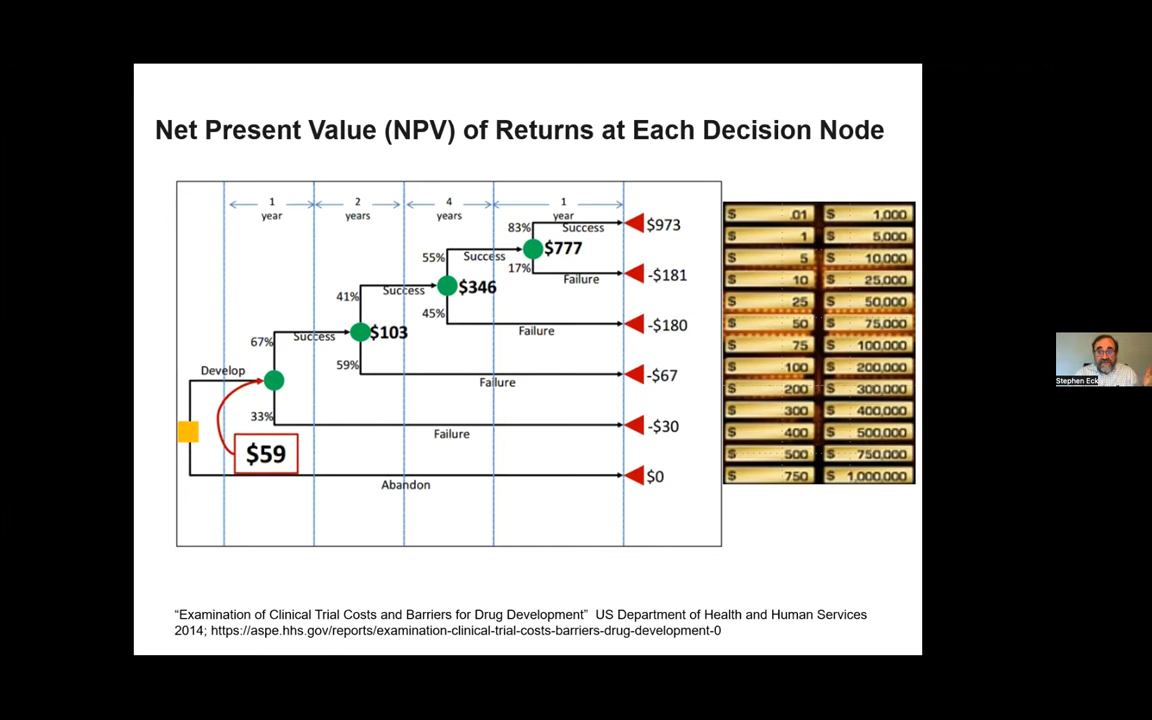 Net Present Value (NPV) of Returns at Each Decision Node
1 year
2 years
4 years
1 year
83%
Success
$973
$777
55%
Success
17%
Failure
-$181
41%
Success
$346
45%
Failure
-$180
67%
Success
$103
59%
Failure
-$67
Develop
33%
Failure
-$30
$59
Abandon
$0
$ .01 $ 1,000
$ 1 $ 5,000
$ 5 $ 10,000
$ 10 $ 25,000
$ 25 $ 50,000
$ 50 $ 75,000
$ 75 $ 100,000
$ 100 $ 200,000
$ 200 $ 300,000
$ 300 $ 400,000
$ 400 $ 500,000
$ 500 $ 750,000
$ 750 $ 1,000,000
Stephen Eck
“Examination of Clinical Trial Costs and Barriers for Drug Development” US Department of Health and Human Services
2014; https://aspe.hhs.gov/reports/examination-clinical-trial-costs-barriers-drug-development-0